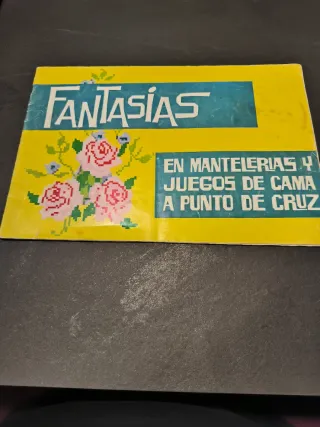 FANTASIAS
EN MANTELERIAS Y
JUEGOS DE CAMA
A PUNTO DE CRUZ